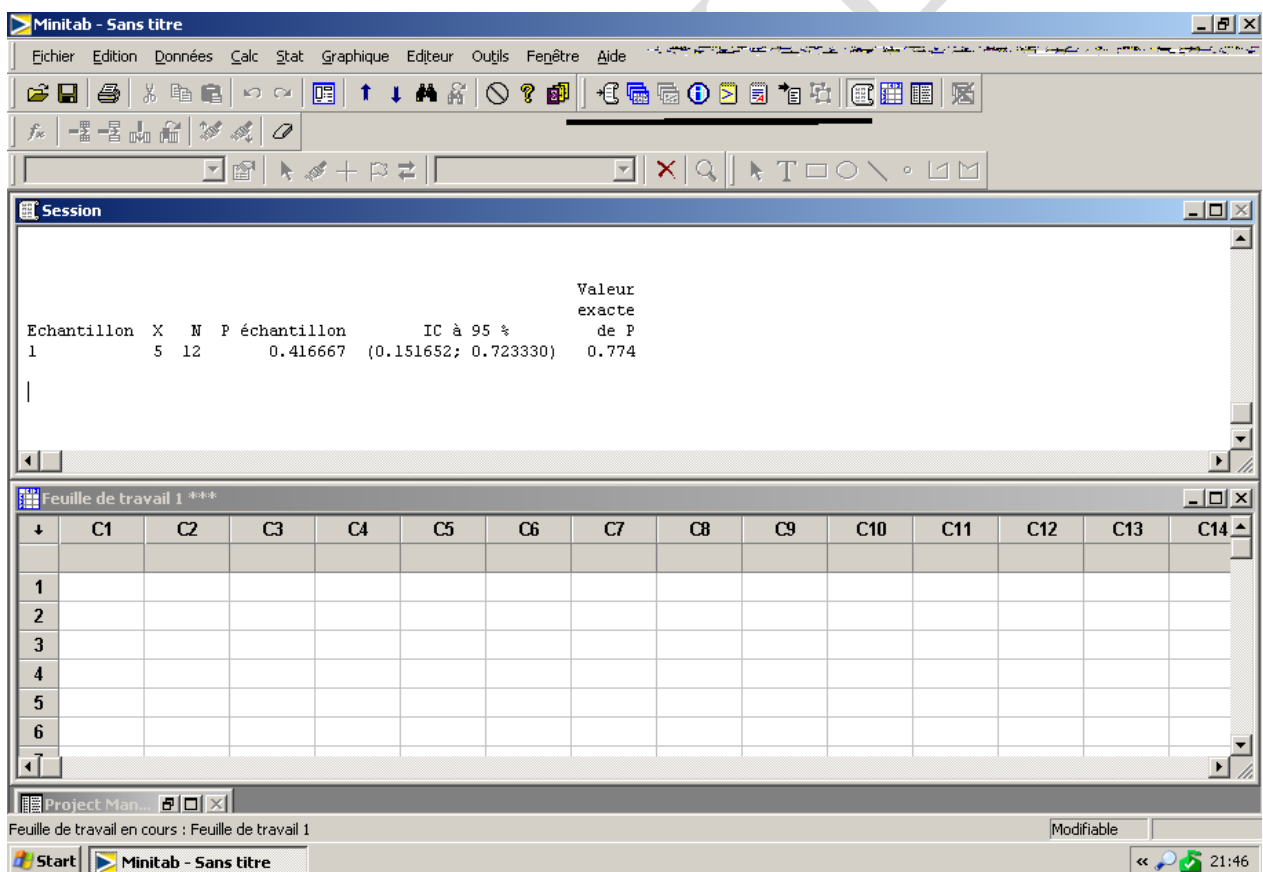 Minitab - Sans titre
Fichier Edition Données Calc Stat Graphique Editeur Outils Fenêtre Aide
Session
Valeur
exacte
Echantillon X N P échantillon IC à 95 % de P
1 5 12 0.416667 (0.151652; 0.723330) 0.774
Feuille de travail 1 ***
C1 C2 C3 C4 C5 C6 C7 C8 C9 C10 C11 C12 C13 C14
1
2
3
4
5
6
7
Project Man...
Feuille de travail en cours : Feuille de travail 1 Modifiable
Start Minitab - Sans titre « 21:46